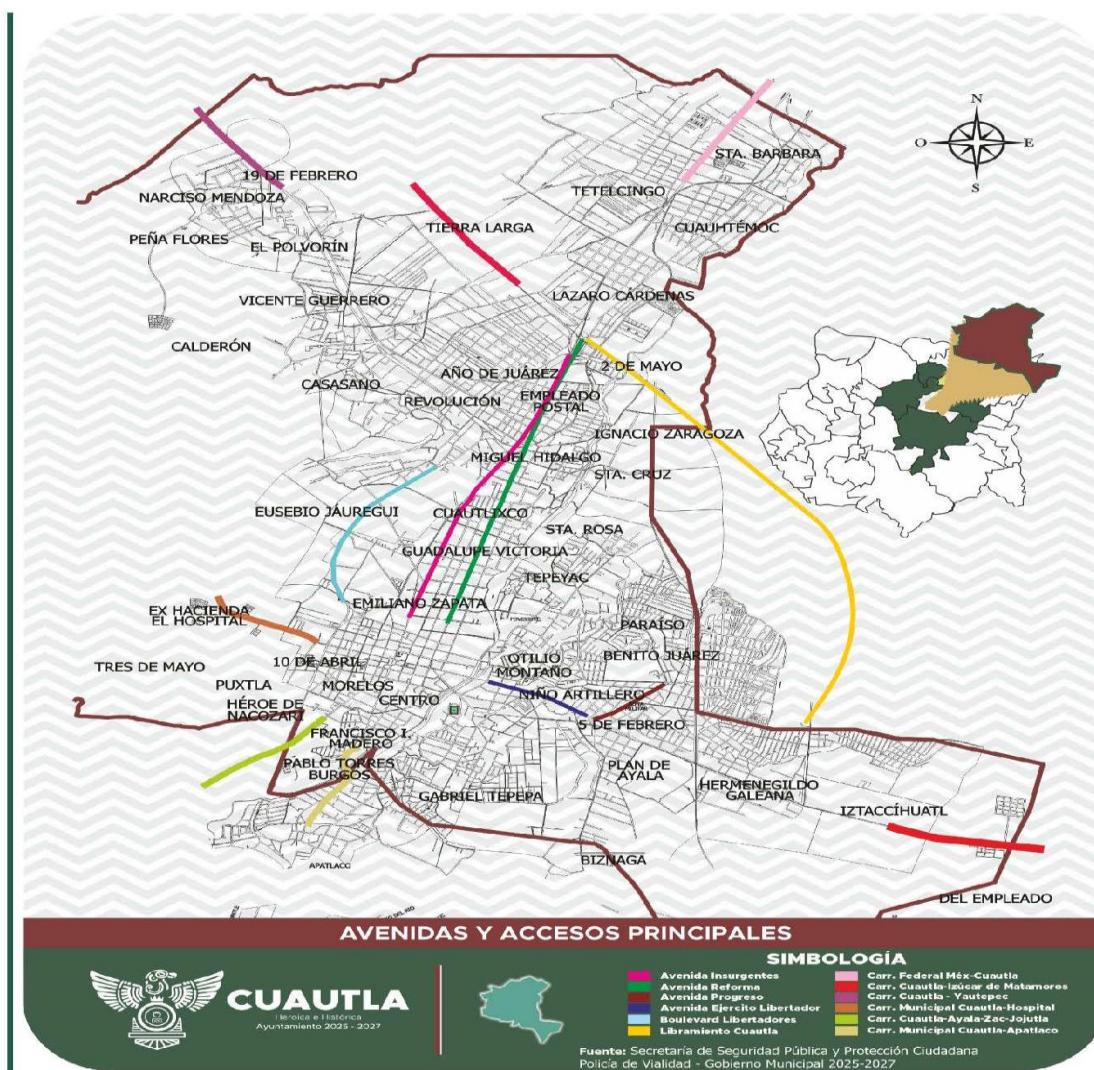 N
O
E
S
STA. BARBARA
19 DE FEBRERO
TETELCINGO
NARCISO MENDOZA
TIERRA LARGA
CUAUHTÉMOC
PEÑA FLORES
EL POLVORÍN
VICENTE GUERRERO
LAZARO CÁRDENAS
CALDERÓN
2 DE MAYO
AÑO DE JUÁREZ
CASASANO
EMPLEADO
POSTAL
REVOLUCIÓN
IGNACIO ZARAGOZA
MIGUEL HIDALGO
STA. CRUZ
EUSEBIO JÁUREGUI
CUAUTLIXCO
STA. ROSA
GUADALUPE VICTORIA
TEPEYAC
EMILIANO ZAPATA
EX HACIENDA
EL HOSPITAL
PARAÍSO
TRES DE MAYO
10 DE ABRIL
OTILIO
MONTAÑO
BENITO JUÁREZ
PUXTLA
MORELOS
CENTRO
NIÑO ARTILLERO
HÉROE DE
NACOZARI
5 DE FEBRERO
FRANCISCO I.
MADERO
PABLO TORRES
BURGOS
PLAN DE
AYALA
HERMENEGILDO
GALEANA
GABRIEL TEPEPA
IZTACCÍHUATL
APATLACO
BIZNAGA
DEL EMPLEADO
AVENIDAS Y ACCESOS PRINCIPALES
CUAUTLA
Heroica e Histórica
Ayuntamiento 2025 - 2027
SIMBOLOGÍA
Avenida Insurgentes
Avenida Reforma
Avenida Progreso
Avenida Ejercito Libertador
Boulevard Libertadores
Libramiento Cuautla
Carr. Federal Méx-Cuautla
Carr. Cuautla-Izúcar de Matamoros
Carr. Cuautla - Yautepec
Carr. Municipal Cuautla-Hospital
Carr. Cuautla-Ayala-Zac-Jojutla
Carr. Municipal Cuautla-Apatlaco
Fuente: Secretaría de Seguridad Pública y Protección Ciudadana
Policía de Vialidad - Gobierno Municipal 2025-2027